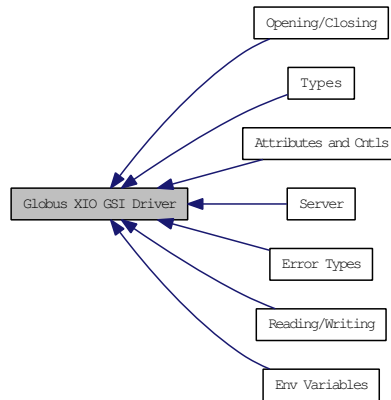 Opening/Closing
Types
Attributes and Cntls
Globus XIO GSI Driver
Server
Error Types
Reading/Writing
Env Variables